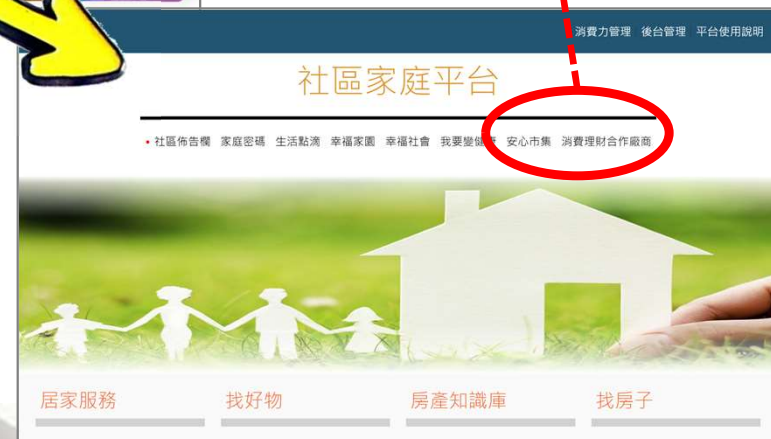 消費力管理 後台管理 平台使用說明
社區家庭平台
社區佈告欄 家庭密碼 生活點滴 幸福家園 幸福社會 我要變健康 安心市集 消費理財合作廠商
居家服務 找好物 房產知識庫 找房子